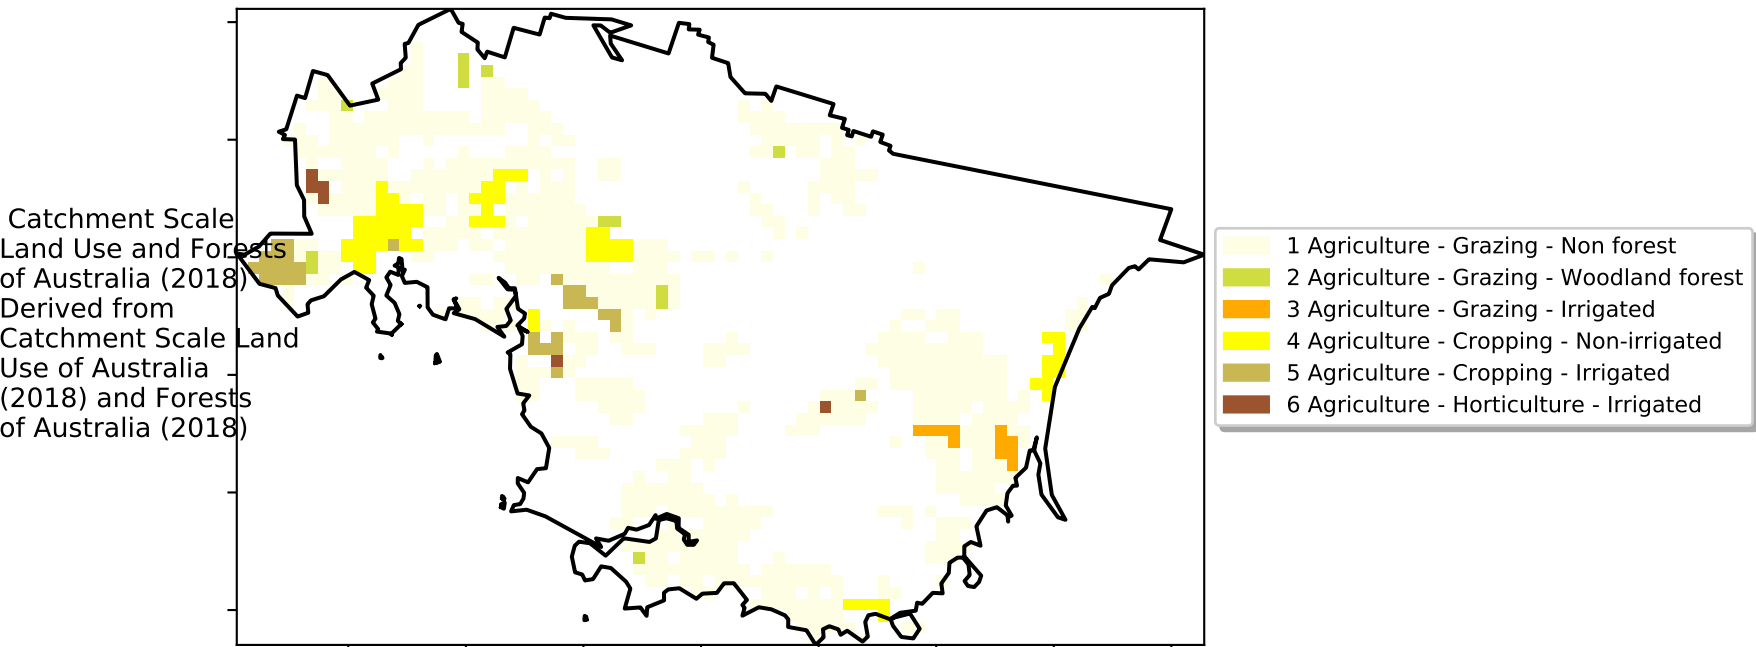 Catchment Scale
Land Use and Forests
of Australia (2018)
Derived from
Catchment Scale Land
Use of Australia
(2018) and Forests
of Australia (2018)
1 Agriculture - Grazing - Non forest
2 Agriculture - Grazing - Woodland forest
3 Agriculture - Grazing - Irrigated
4 Agriculture - Cropping - Non-irrigated
5 Agriculture - Cropping - Irrigated
6 Agriculture - Horticulture - Irrigated